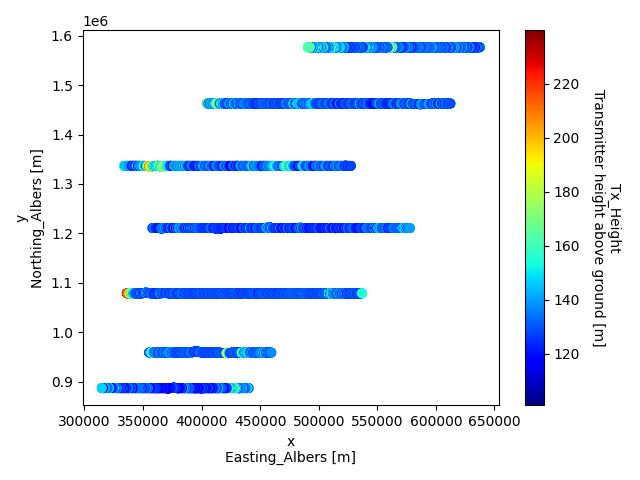 1e6
1.6
1.5
1.4
1.3
1.2
1.1
1.0
0.9
y
Northing_Albers [m]
300000 350000 400000 450000 500000 550000 600000 650000
x
Easting_Albers [m]
220
200
180
160
140
120
Tx_Height
Transmitter height above ground [m]